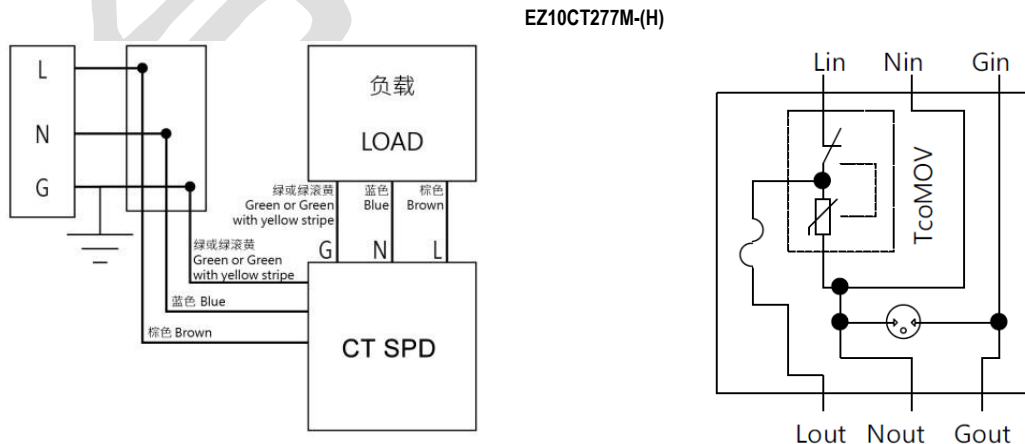 EZ10CT277M-(H)
L
N
G
负载
LOAD
绿或绿滚黄
Green or Green
with yellow stripe
蓝色
Blue
棕色
Brown
G
N
L
绿或绿滚黄
Green or Green
with yellow stripe
蓝色 Blue
棕色 Brown
CT SPD
Lin
Nin
Gin
TcoMOV
Lout
Nout
Gout